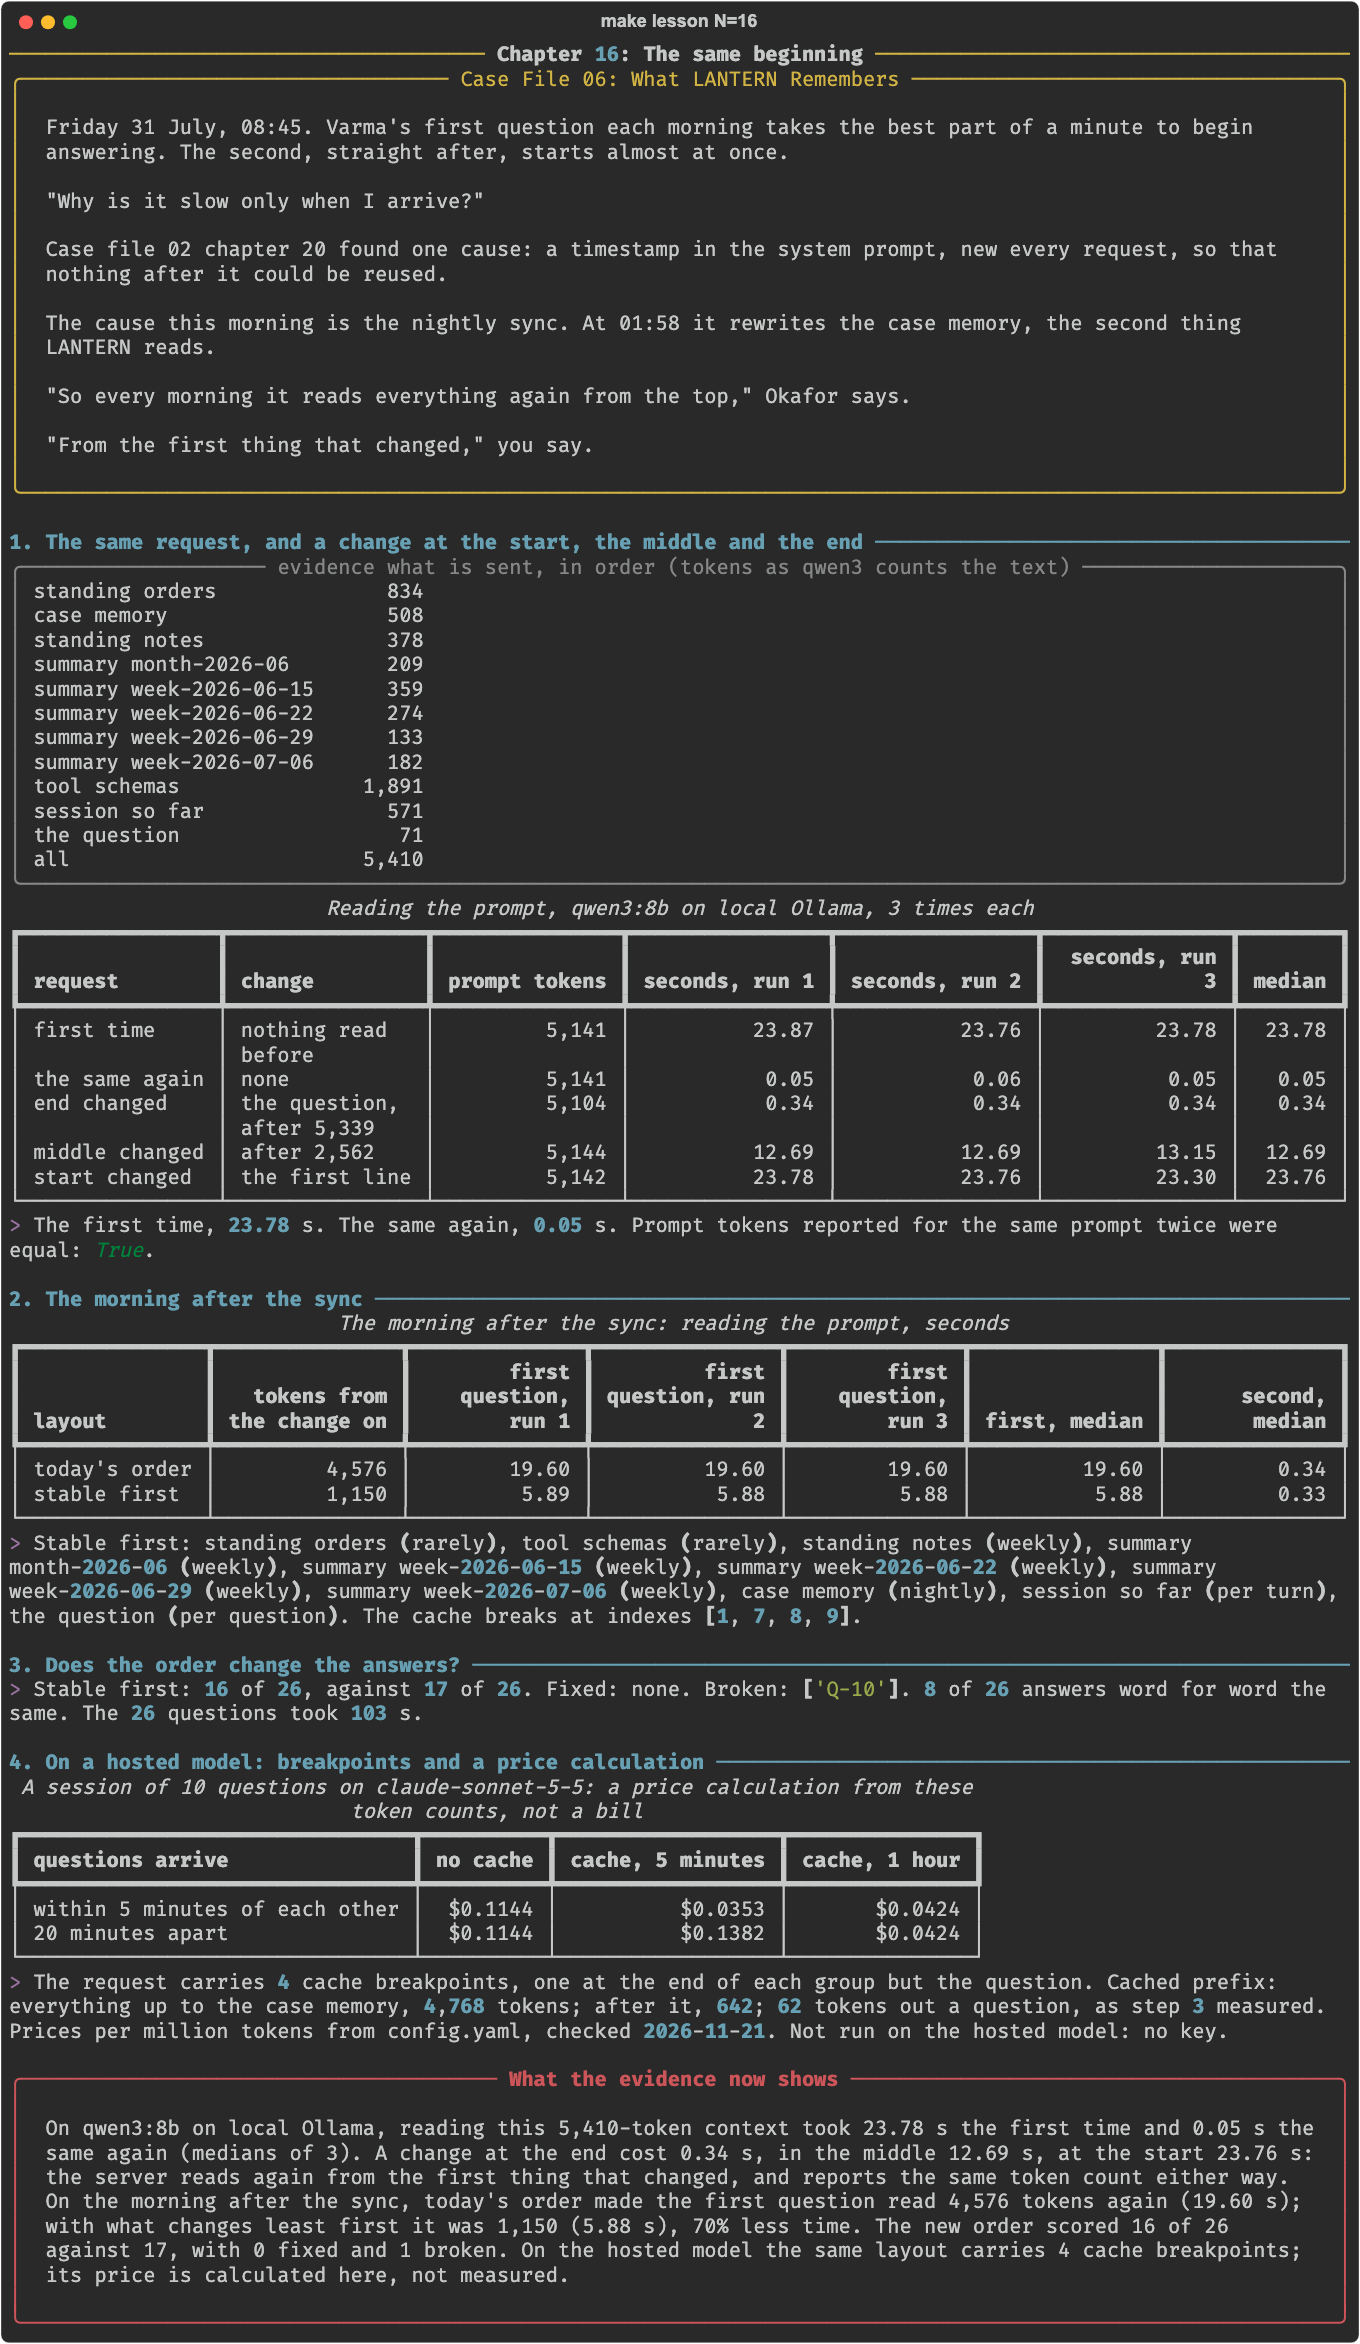 make lesson N=16
Chapter 16: The same beginning
Case File 06: What LANTERN Remembers
Friday 31 July, 08:45. Varma's first question each morning takes the best part of a minute to begin
answering. The second, straight after, starts almost at once.
"Why is it slow only when I arrive?"
Case file 02 chapter 20 found one cause: a timestamp in the system prompt, new every request, so that
nothing after it could be reused.
The cause this morning is the nightly sync. At 01:58 it rewrites the case memory, the second thing
LANTERN reads.
"So every morning it reads everything again from the top," Okafor says.
"From the first thing that changed," you say.
1. The same request, and a change at the start, the middle and the end
evidence what is sent, in order (tokens as qwen3 counts the text)
standing orders 834
case memory 508
standing notes 378
summary month-2026-06 209
summary week-2026-06-15 359
summary week-2026-06-22 274
summary week-2026-06-29 133
summary week-2026-07-06 182
tool schemas 1,891
session so far 571
the question 71
all 5,410
Reading the prompt, qwen3:8b on local Ollama, 3 times each
seconds, run
request change prompt tokens seconds, run 1 seconds, run 2 3 median
first time nothing read 5,141 23.87 23.76 23.78 23.78
before
the same again none 5,141 0.05 0.06 0.05 0.05
end changed the question, 5,104 0.34 0.34 0.34 0.34
after 5,339
middle changed after 2,562 5,144 12.69 12.69 13.15 12.69
start changed the first line 5,142 23.78 23.76 23.30 23.76
> The first time, 23.78 s. The same again, 0.05 s. Prompt tokens reported for the same prompt twice were
equal: True.
2. The morning after the sync
The morning after the sync: reading the prompt, seconds
first first first
tokens from question, question, run question, second,
layout the change on run 1 2 run 3 first, median median
today's order 4,576 19.60 19.60 19.60 19.60 0.34
stable first 1,150 5.89 5.88 5.88 5.88 0.33
> Stable first: standing orders (rarely), tool schemas (rarely), standing notes (weekly), summary
month-2026-06 (weekly), summary week-2026-06-15 (weekly), summary week-2026-06-22 (weekly), summary
week-2026-06-29 (weekly), summary week-2026-07-06 (weekly), case memory (nightly), session so far (per turn),
the question (per question). The cache breaks at indexes [1, 7, 8, 9].
3. Does the order change the answers?
> Stable first: 16 of 26, against 17 of 26. Fixed: none. Broken: ['Q-10']. 8 of 26 answers word for word the
same. The 26 questions took 103 s.
4. On a hosted model: breakpoints and a price calculation
A session of 10 questions on claude-sonnet-5-5: a price calculation from these
token counts, not a bill
questions arrive no cache cache, 5 minutes cache, 1 hour
within 5 minutes of each other $0.1144 $0.0353 $0.0424
20 minutes apart $0.1144 $0.1382 $0.0424
> The request carries 4 cache breakpoints, one at the end of each group but the question. Cached prefix:
everything up to the case memory, 4,768 tokens; after it, 642; 62 tokens out a question, as step 3 measured.
Prices per million tokens from config.yaml, checked 2026-11-21. Not run on the hosted model: no key.
What the evidence now shows
On qwen3:8b on local Ollama, reading this 5,410-token context took 23.78 s the first time and 0.05 s the
same again (medians of 3). A change at the end cost 0.34 s, in the middle 12.69 s, at the start 23.76 s:
the server reads again from the first thing that changed, and reports the same token count either way.
On the morning after the sync, today's order made the first question read 4,576 tokens again (19.60 s);
with what changes least first it was 1,150 (5.88 s), 70% less time. The new order scored 16 of 26
against 17, with 0 fixed and 1 broken. On the hosted model the same layout carries 4 cache breakpoints;
its price is calculated here, not measured.